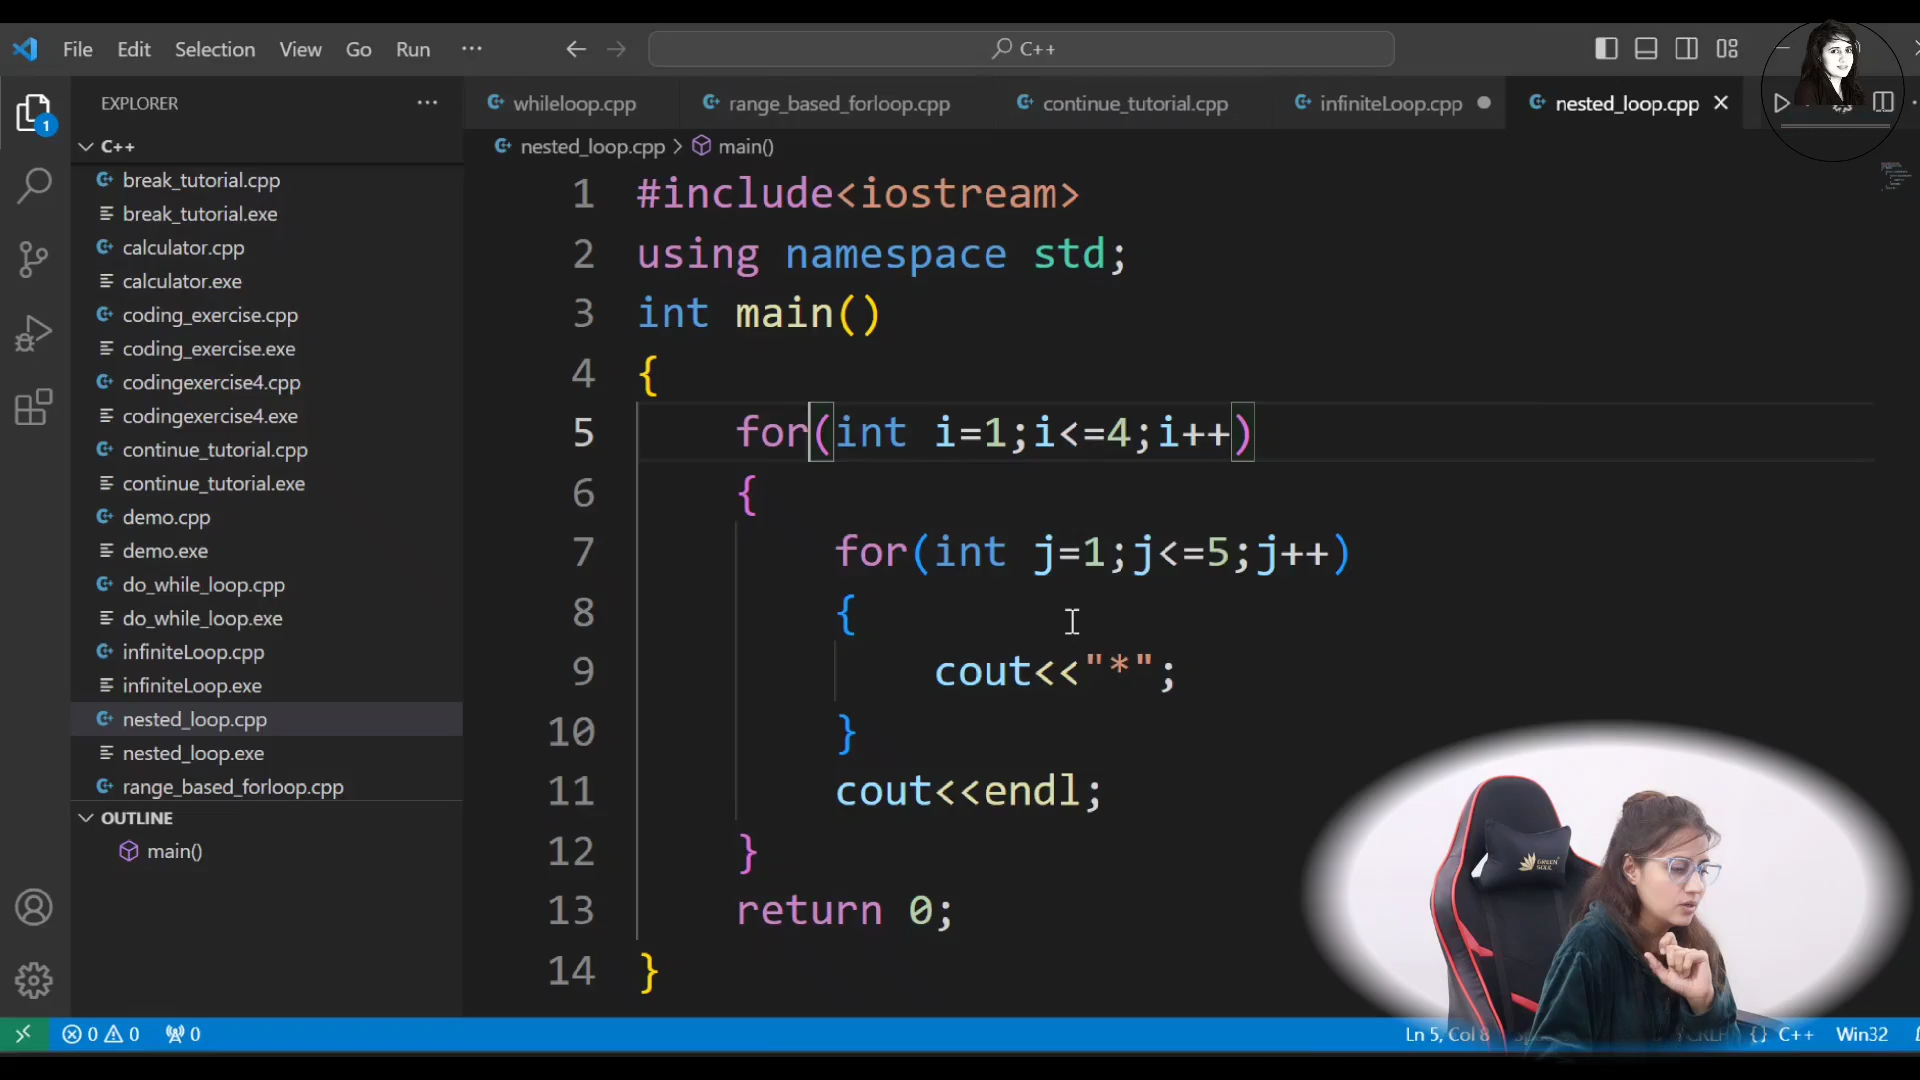 File Edit Selection View Go Run ...
C++
EXPLORER ...
whileloop.cpp range_based_forloop.cpp continue_tutorial.cpp infiniteLoop.cpp nested_loop.cpp
C++
nested_loop.cpp > main()
break_tutorial.cpp
break_tutorial.exe
calculator.cpp
calculator.exe
coding_exercise.cpp
coding_exercise.exe
codingexercise4.cpp
codingexercise4.exe
continue_tutorial.cpp
continue_tutorial.exe
demo.cpp
demo.exe
do_while_loop.cpp
do_while_loop.exe
infiniteLoop.cpp
infiniteLoop.exe
nested_loop.cpp
nested_loop.exe
range_based_forloop.cpp
OUTLINE
main()
1
1 #include<iostream>
2 using namespace std;
3 int main()
4 {
5 for(int i=1;i<=4;i++)
6 {
7 for(int j=1;j<=5;j++)
8 {
9 cout<<"*";
10 }
11 cout<<endl;
12 }
13 return 0;
14 }
GREEN
SOUL
0 0 0
Ln 5, Col 8 CRLF {} C++ Win32